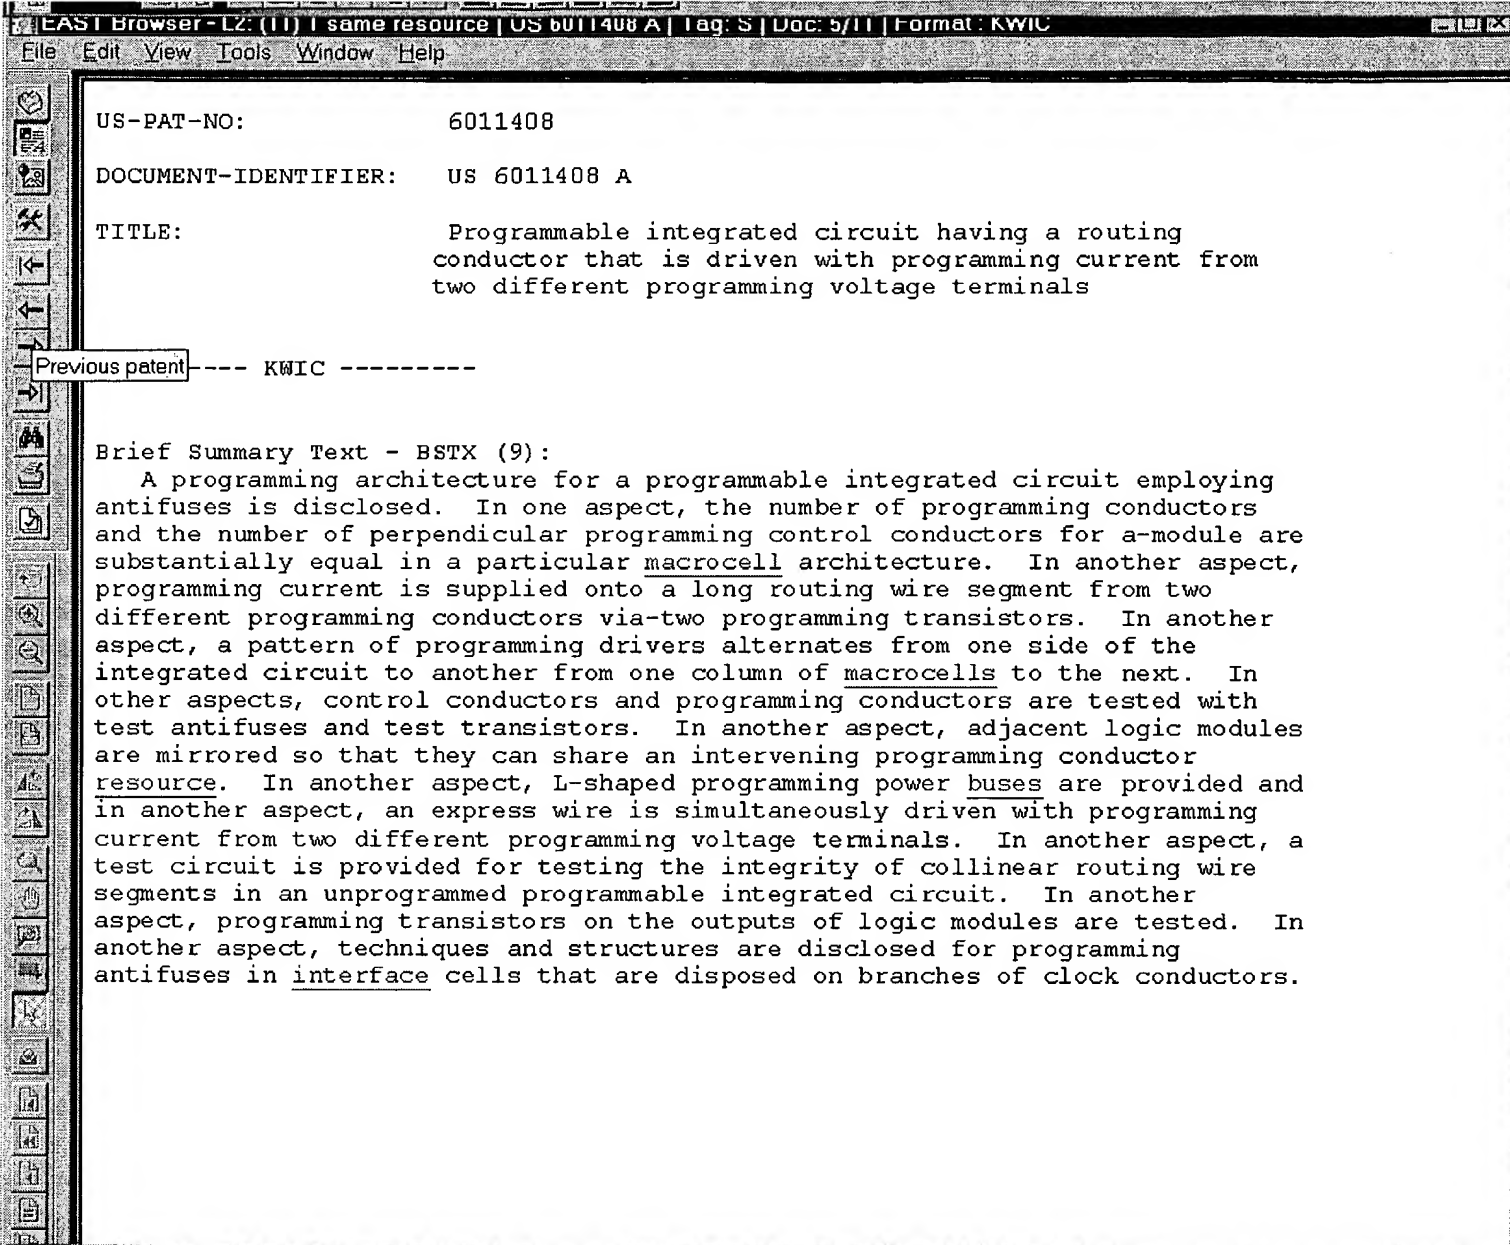 EAST Browser - L2: (11) 1 same resource | US 6011408 A | Tag: S | Doc: 5/11 | Format : KWIC
File Edit View Tools Window Help
US-PAT-NO: 6011408
DOCUMENT-IDENTIFIER: US 6011408 A
TITLE: Programmable integrated circuit having a routing
conductor that is driven with programming current from
two different programming voltage terminals
Previous patent ---- KWIC ---------
Brief Summary Text - BSTX (9):
A programming architecture for a programmable integrated circuit employing
antifuses is disclosed. In one aspect, the number of programming conductors
and the number of perpendicular programming control conductors for a-module are
substantially equal in a particular macrocell architecture. In another aspect,
programming current is supplied onto a long routing wire segment from two
different programming conductors via-two programming transistors. In another
aspect, a pattern of programming drivers alternates from one side of the
integrated circuit to another from one column of macrocells to the next. In
other aspects, control conductors and programming conductors are tested with
test antifuses and test transistors. In another aspect, adjacent logic modules
are mirrored so that they can share an intervening programming conductor
resource. In another aspect, L-shaped programming power buses are provided and
in another aspect, an express wire is simultaneously driven with programming
current from two different programming voltage terminals. In another aspect, a
test circuit is provided for testing the integrity of collinear routing wire
segments in an unprogrammed programmable integrated circuit. In another
aspect, programming transistors on the outputs of logic modules are tested. In
another aspect, techniques and structures are disclosed for programming
antifuses in interface cells that are disposed on branches of clock conductors.